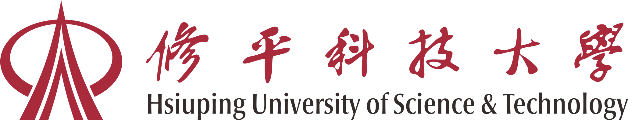 修平科技大學
Hsiuping University of Science & Technology